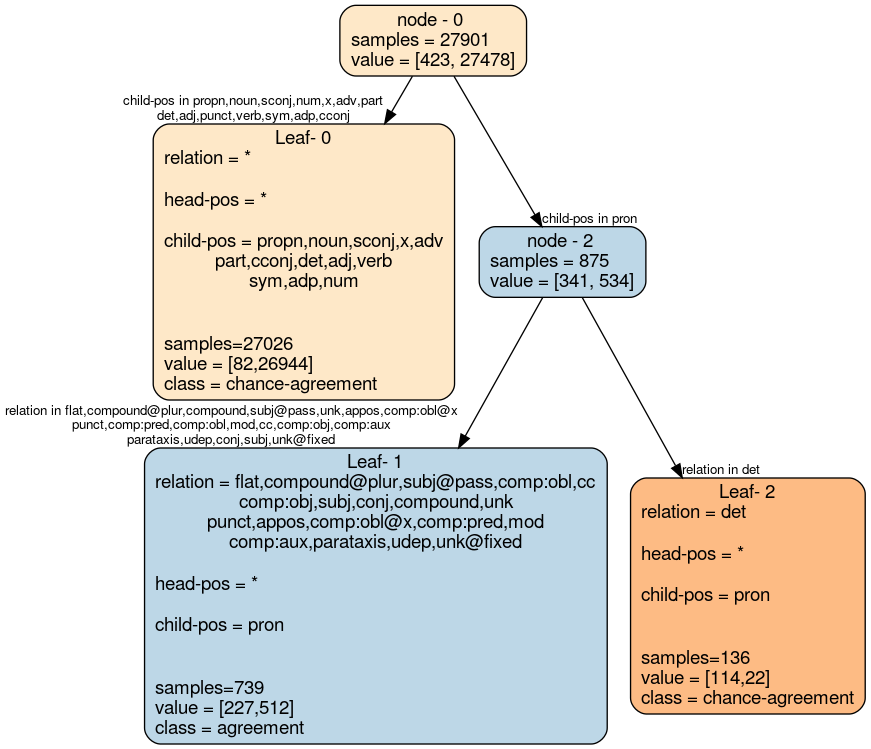 node - 0
samples = 27901
value = [423, 27478]
child-pos in propn,noun,sconj,num,x,adv,part
det,adj,punct,verb,sym,adp,cconj
Leaf- 0
relation = *
head-pos = *
child-pos = propn,noun,sconj,x,adv
part,cconj,det,adj,verb
sym,adp,num
samples=27026
value = [82,26944]
class = chance-agreement
child-pos in pron
node - 2
samples = 875
value = [341, 534]
relation in flat,compound@plur,compound,subj@pass,unk,appos,comp:obl@x
punct,comp:pred,comp:obl,mod,cc,comp:obj,comp:aux
parataxis,udep,conj,subj,unk@fixed
Leaf- 1
relation = flat,compound@plur,subj@pass,comp:obl,cc
comp:obj,subj,conj,compound,unk
punct,appos,comp:obl@x,comp:pred,mod
comp:aux,parataxis,udep,unk@fixed
head-pos = *
child-pos = pron
samples=739
value = [227,512]
class = agreement
relation in det
Leaf- 2
relation = det
head-pos = *
child-pos = pron
samples=136
value = [114,22]
class = chance-agreement